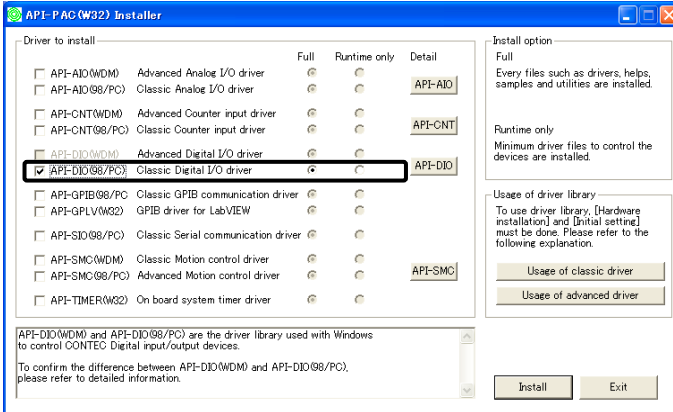 API-PAC(W32) Installer
Driver to install
Full Runtime only Detail
API-AIO(WDM) Advanced Analog I/O driver
API-AIO(98/PC) Classic Analog I/O driver
API-AIO
API-CNT(WDM) Advanced Counter input driver
API-CNT(98/PC) Classic Counter input driver
API-CNT
API-DIO(WDM) Advanced Digital I/O driver
API-DIO(98/PC) Classic Digital I/O driver
API-DIO
API-GPIB(98/PC Classic GPIB communication driver
API-GPLV(W32) GPIB driver for LabVIEW
API-SIO(98/PC) Classic Serial communication driver
API-SMC(WDM) Classic Motion control driver
API-SMC(98/PC) Advanced Motion control driver
API-SMC
API-TIMER(W32) On board system timer driver
Install option
Full
Every files such as drivers, helps,
samples and utilities are installed.
Runtime only
Minimum driver files to control the
devices are installed.
Usage of driver library
To use driver library, [Hardware
installation] and [Initial setting]
must be done. Please refer to the
following explanation.
Usage of classic driver
Usage of advanced driver
API-DIO(WDM) and API-DIO(98/PC) are the driver library used with Windows
to control CONTEC Digital input/output devices.
To confirm the difference between API-DIO(WDM) and API-DIO(98/PC),
please refer to detailed information.
Install Exit